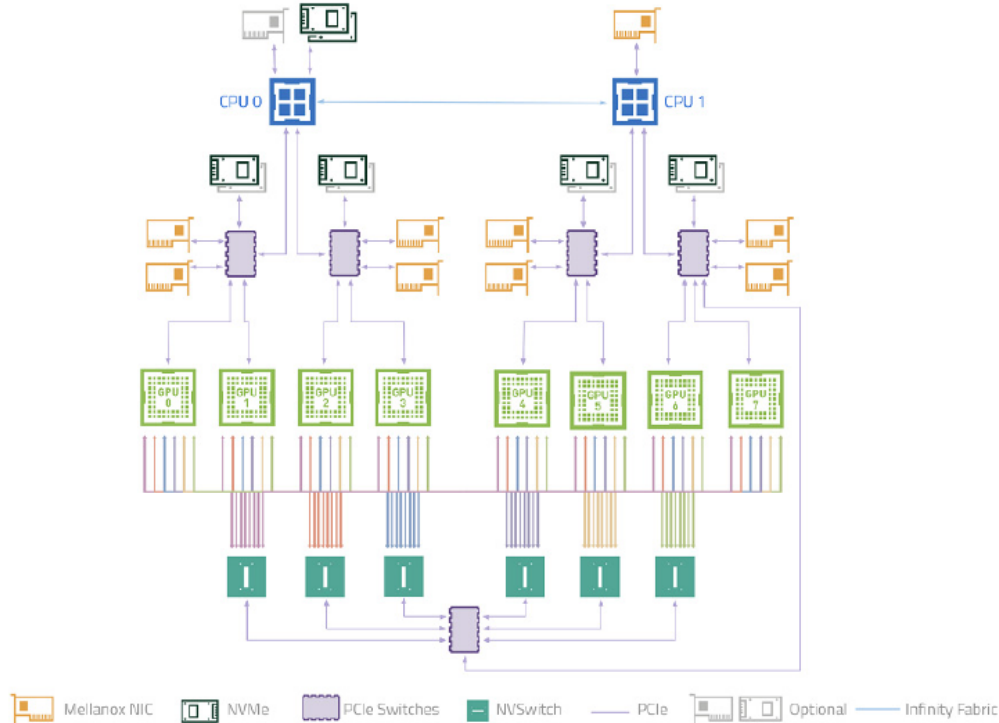 CPU 0
CPU 1
GPU 0
GPU 1
GPU 2
GPU 3
GPU 4
GPU 5
GPU 6
GPU 7
Mellanox NIC
NVMe
PCIe Switches
NVSwitch
PCIe
Optional
Infinity Fabric